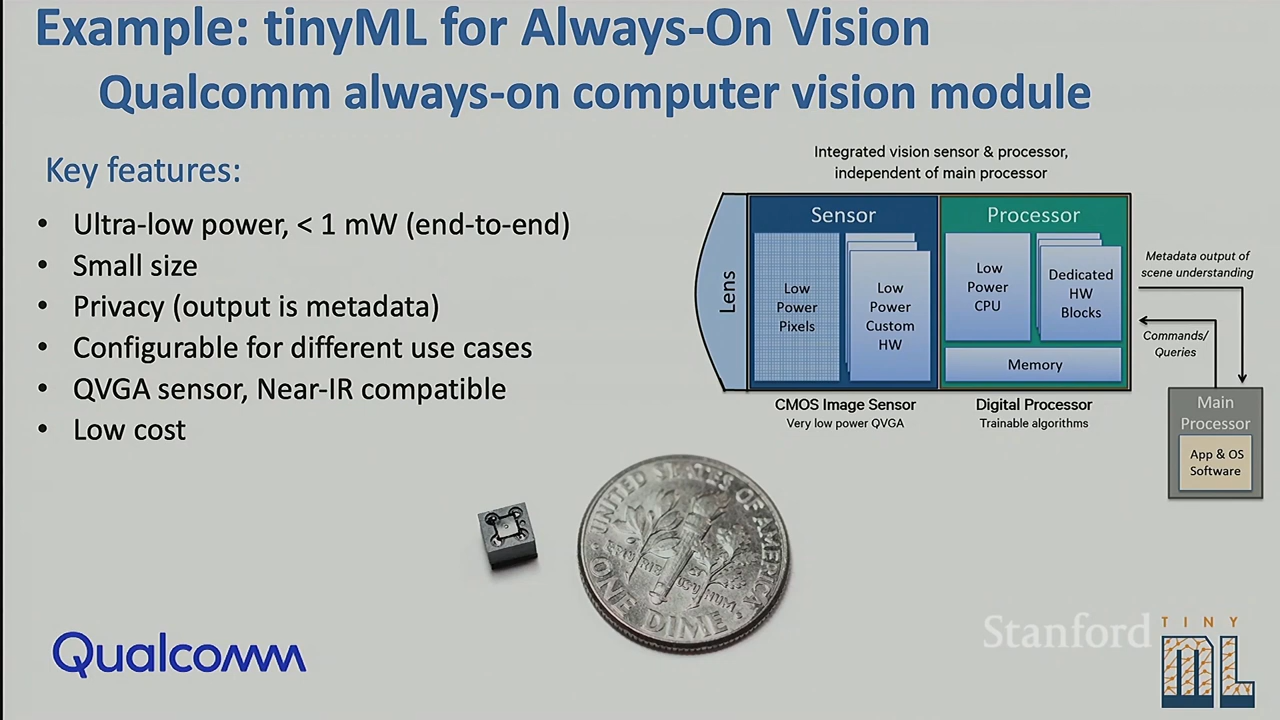 Example: tinyML for Always-On Vision
Qualcomm always-on computer vision module
Key features:
• Ultra-low power, < 1 mW (end-to-end)
• Small size
• Privacy (output is metadata)
• Configurable for different use cases
• QVGA sensor, Near-IR compatible
• Low cost
Integrated vision sensor & processor,
independent of main processor
Lens
Sensor
Low
Power
Pixels
Low
Power
Custom
HW
Processor
Low
Power
CPU
Dedicated
HW
Blocks
Memory
CMOS Image Sensor
Very low power QVGA
Digital Processor
Trainable algorithms
Metadata output of
scene understanding
Commands/
Queries
Main
Processor
App & OS
Software
UNITED STATES OF AMERICA
ONE DIME
Qualcomm
Stanford
TINY
ML